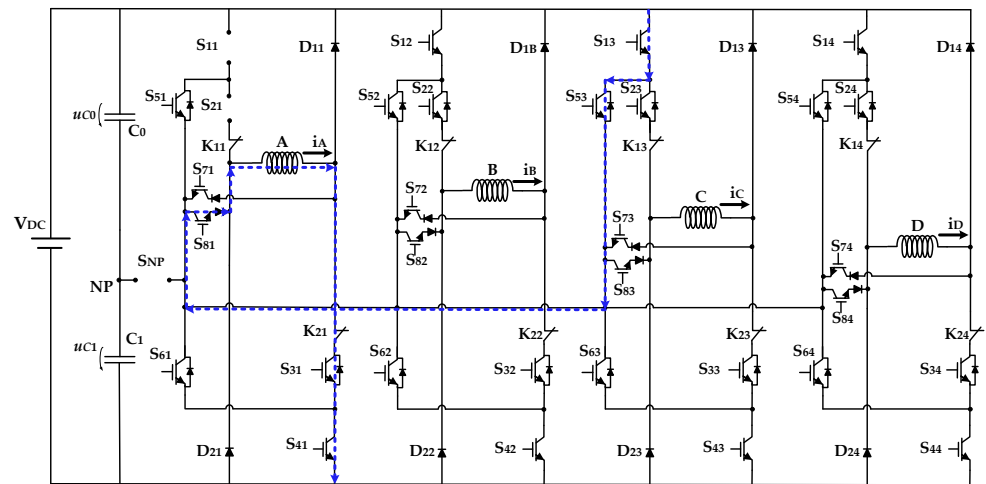 S11
D11
S12
D1B
S13
D13
S14
D14
S51
S21
S52
S22
S53
S23
S54
S24
uC0
C0
K11
A
iA
K12
K13
K14
S71
B
iB
S72
C
iC
D
iD
VDC
S81
S82
S73
S74
SNP
NP
S83
S84
K21
K22
K23
K24
uC1
C1
S61
S31
S62
S32
S63
S33
S64
S34
D21
S41
D22
S42
D23
S43
D24
S44